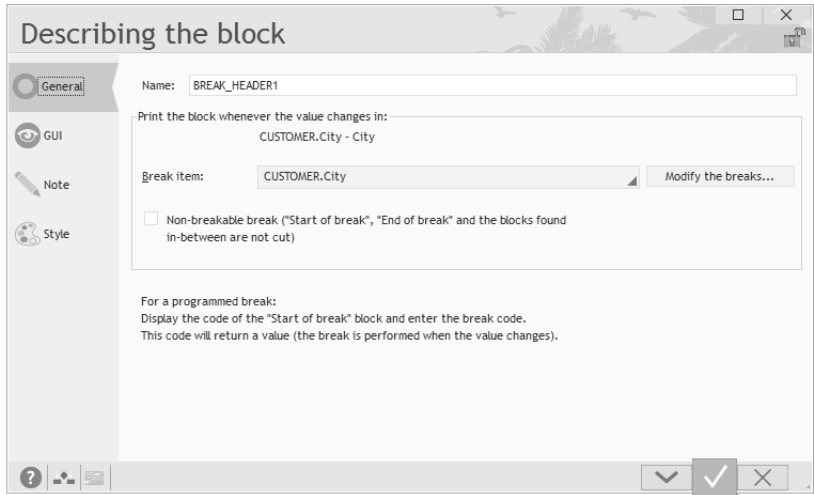 Describing the block
General
GUI
Note
Style
Name: BREAK_HEADER1
Print the block whenever the value changes in:
CUSTOMER.City - City
Break item: CUSTOMER.City Modify the breaks...
Non-breakable break ("Start of break", "End of break" and the blocks found
in-between are not cut)
For a programmed break:
Display the code of the "Start of break" block and enter the break code.
This code will return a value (the break is performed when the value changes).
?